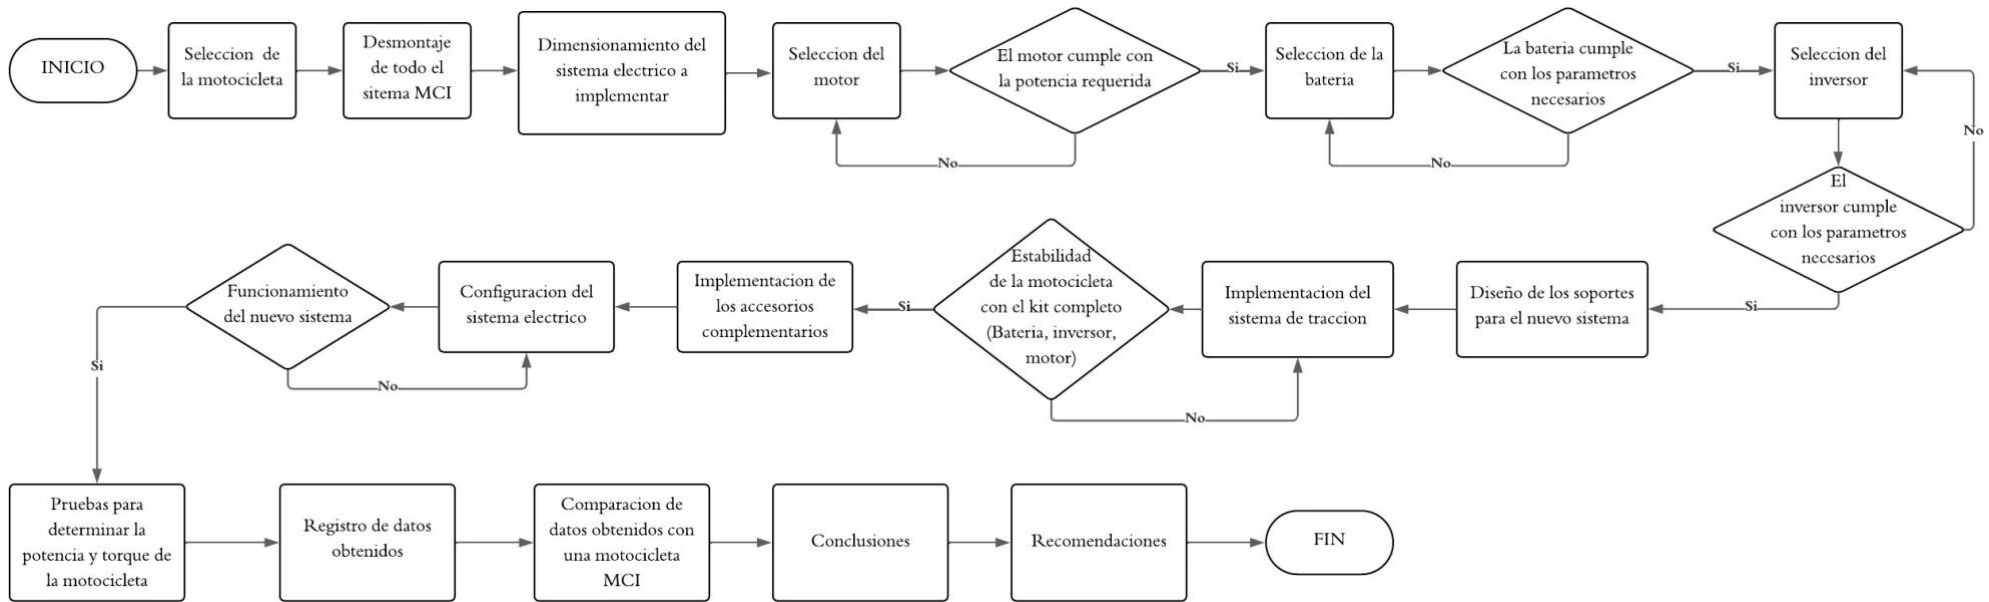 INICIO
Seleccion de
la motocicleta
Desmontaje
de todo el
sitema MCI
Dimensionamiento del
sistema electrico a
implementar
Seleccion del
motor
El motor cumple con
la potencia requerida
Si
No
Seleccion de la
bateria
La bateria cumple
con los parametros
necesarios
Si
No
Seleccion del
inversor
No
El
inversor cumple
con los parametros
necesarios
Si
Diseño de los soportes
para el nuevo sistema
Implementacion del
sistema de traccion
Estabilidad
de la motocicleta
con el kit completo
(Bateria, inversor,
motor)
No
Si
Implementacion de
los accesorios
complementarios
Configuracion del
sistema electrico
Funcionamiento
del nuevo sistema
No
Si
Pruebas para
determinar la
potencia y torque de
la motocicleta
Registro de datos
obtenidos
Comparacion de
datos obtenidos con
una motocicleta
MCI
Conclusiones
Recomendaciones
FIN